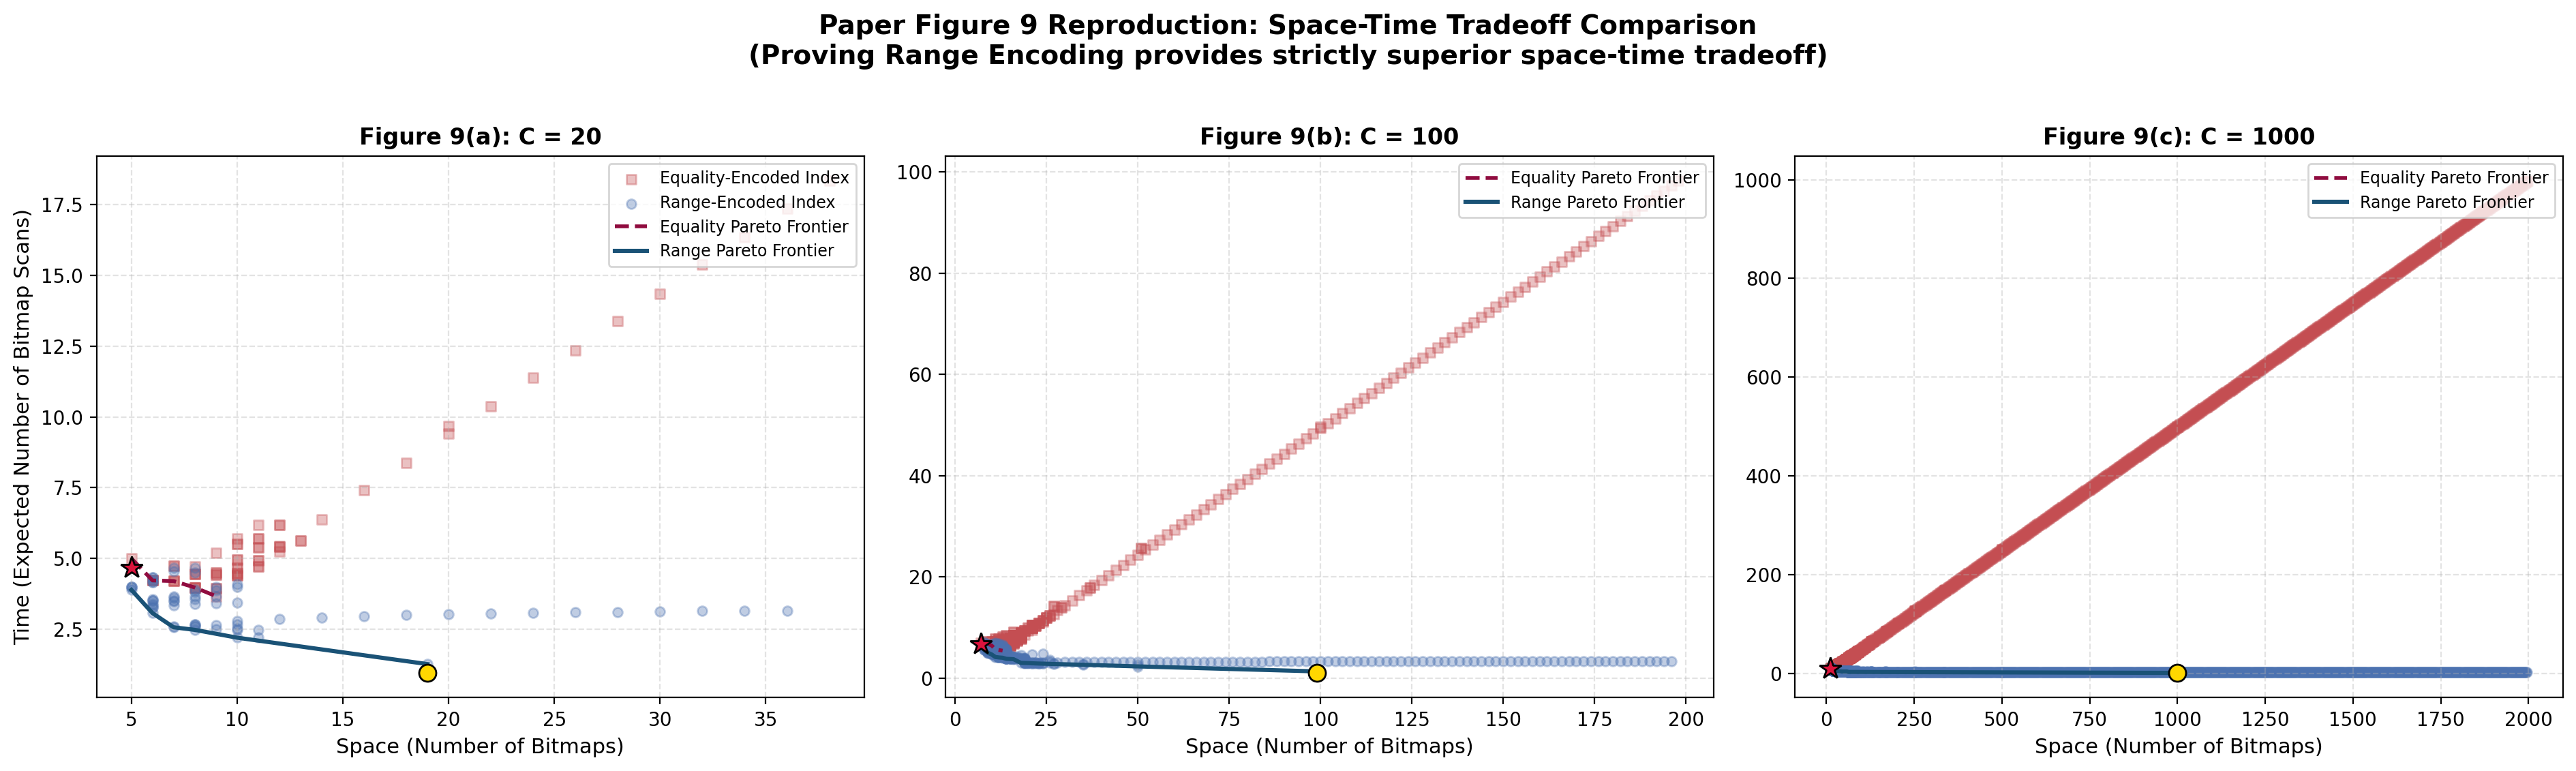 Paper Figure 9 Reproduction: Space-Time Tradeoff Comparison
(Proving Range Encoding provides strictly superior space-time tradeoff)
Figure 9(a): C = 20
Time (Expected Number of Bitmap Scans)
17.5
15.0
12.5
10.0
7.5
5.0
2.5
Equality-Encoded Index
Range-Encoded Index
Equality Pareto Frontier
Range Pareto Frontier
5 10 15 20 25 30 35
Space (Number of Bitmaps)
Figure 9(b): C = 100
100
80
60
40
20
0
Equality Pareto Frontier
Range Pareto Frontier
0 25 50 75 100 125 150 175 200
Space (Number of Bitmaps)
Figure 9(c): C = 1000
1000
800
600
400
200
0
Equality Pareto Frontier
Range Pareto Frontier
0 250 500 750 1000 1250 1500 1750 2000
Space (Number of Bitmaps)